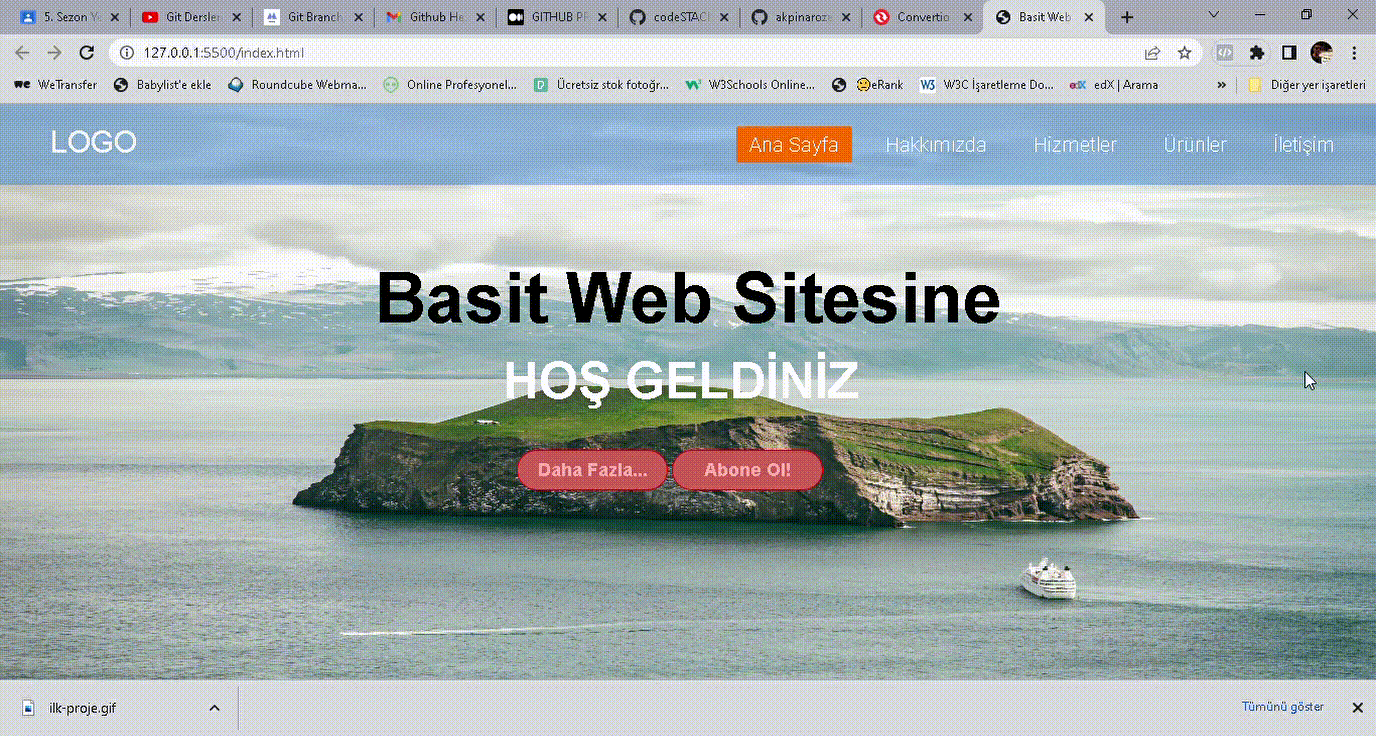 5. Sezon Y
Git Dersler
Git Branch
Github He
GITHUB PR
codeSTACK
akpinaroze
Convertio
Basit Web
127.0.0.1:5500/index.html
WeTransfer
Babylist'e ekle
Roundcube Webma...
Online Profesyonel...
Ücretsiz stok fotoğr...
W3Schools Online...
eRank
W3C İşaretleme Do...
edX | Arama
»
Diğer yer işaretleri
LOGO
Ana Sayfa
Hakkımızda
Hizmetler
Ürünler
İletişim
Basit Web Sitesine
HOŞ GELDİNİZ
Daha Fazla...
Abone Ol!
ilk-proje.gif
Tümünü göster